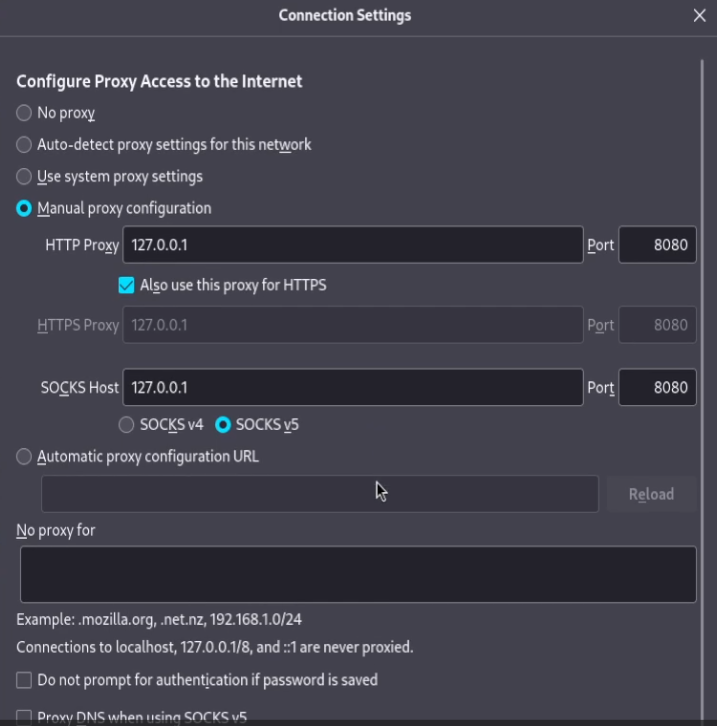 Connection Settings
Configure Proxy Access to the Internet
No proxy
Auto-detect proxy settings for this network
Use system proxy settings
Manual proxy configuration
HTTP Proxy 127.0.0.1 Port 8080
Also use this proxy for HTTPS
HTTPS Proxy 127.0.0.1 Port 8080
SOCKS Host 127.0.0.1 Port 8080
SOCKS v4 SOCKS v5
Automatic proxy configuration URL
Reload
No proxy for
Example: .mozilla.org, .net.nz, 192.168.1.0/24
Connections to localhost, 127.0.0.1/8, and ::1 are never proxied.
Do not prompt for authentication if password is saved
Proxy DNS when using SOCKS v5